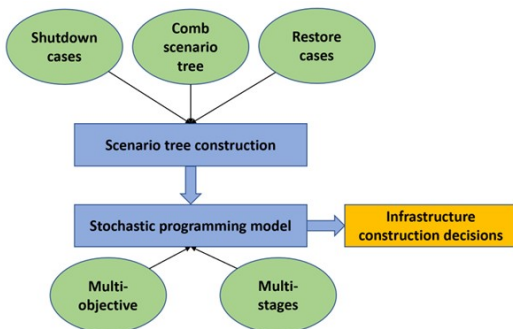 Shutdown
cases
Comb
scenario
tree
Restore
cases
Scenario tree construction
Stochastic programming model
Infrastructure
construction decisions
Multi-
objective
Multi-
stages